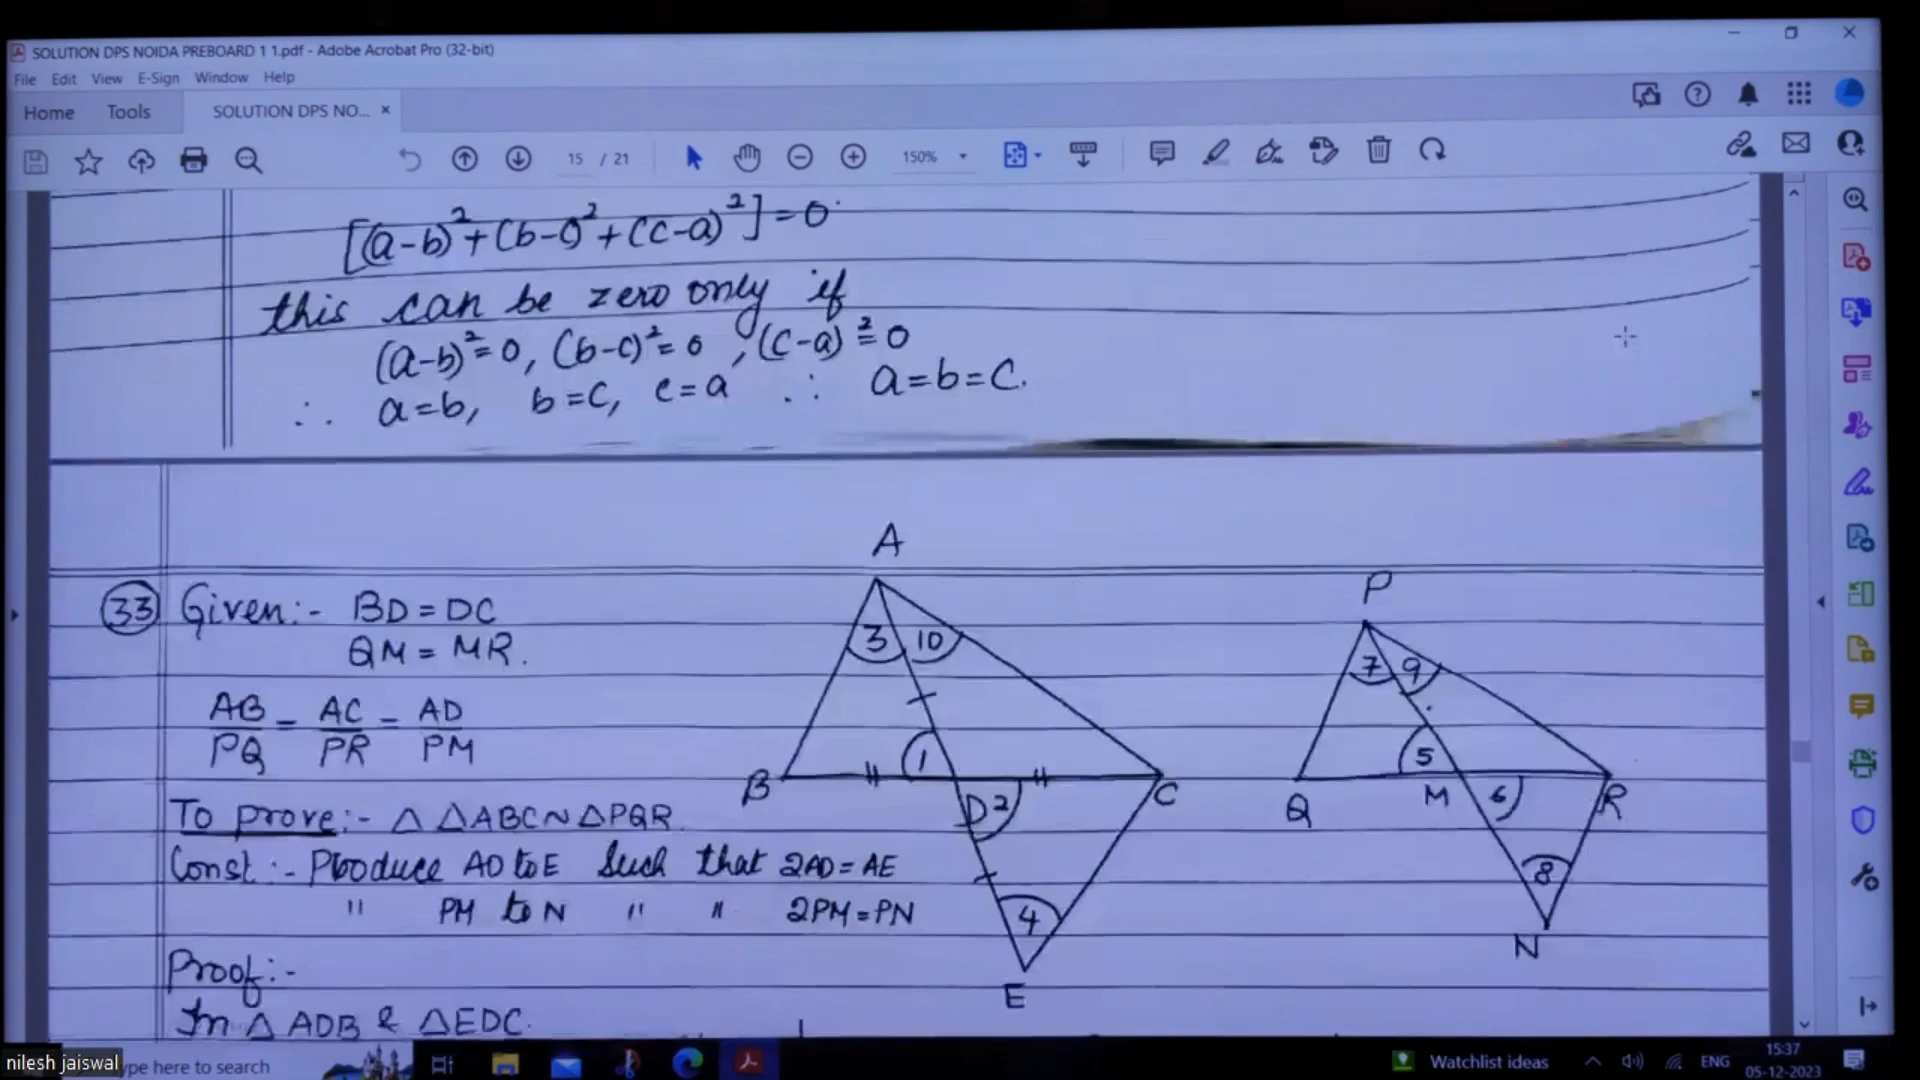 SOLUTION DPS NOIDA PREBOARD 1 1.pdf - Adobe Acrobat Pro (32-bit)
File Edit View E-Sign Window Help
Home Tools SOLUTION DPS NO... ×
15 / 21 150%
[(a-b)²+(b-c)²+(c-a)²]=0
this can be zero only if
(a-b)²=0, (b-c)²=0, (c-a)²=0
∴ a=b, b=c, c=a ∴ a=b=c.
33 Given:- BD = DC
QM = MR.
AB/PQ = AC/PR = AD/PM
To prove:- △ △ABC~△PQR.
Const:- Produce AD to E Such that 2AD=AE
" PM to N " " 2PM=PN
Proof:-
In △ ADB & △EDC.
A
3 10
1
B D 2 C
4
E
P
7 9
5
Q M 6 R
8
N
nilesh jaiswal
ype here to search
Watchlist ideas
ENG
15:37
05-12-2023